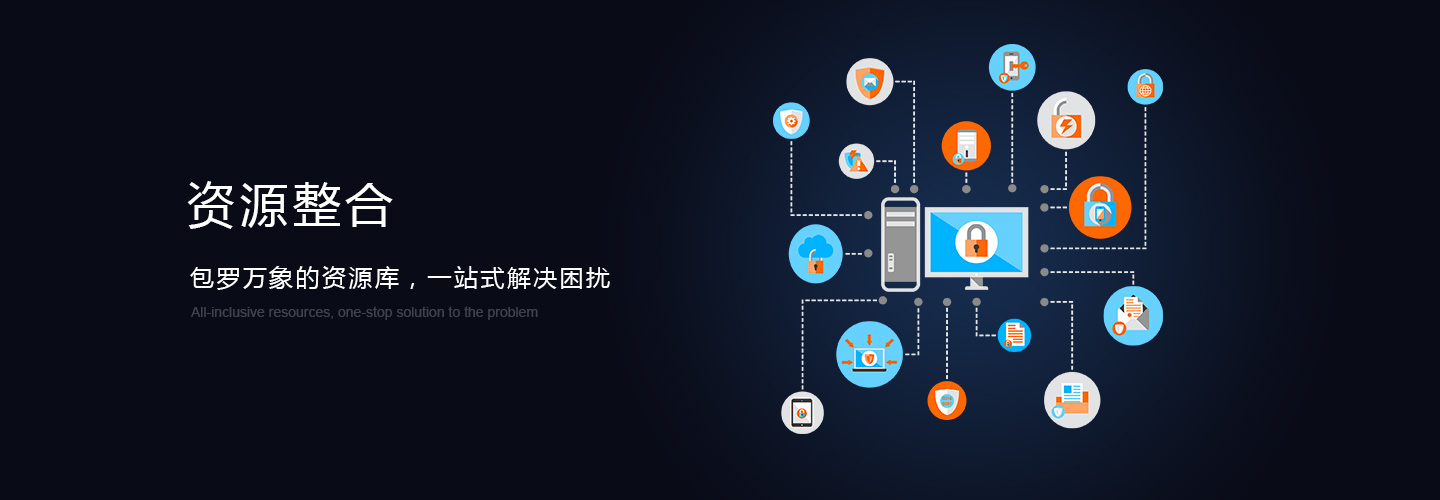 资源整合
包罗万象的资源库，一站式解决困扰
All-inclusive resources, one-stop solution to the problem